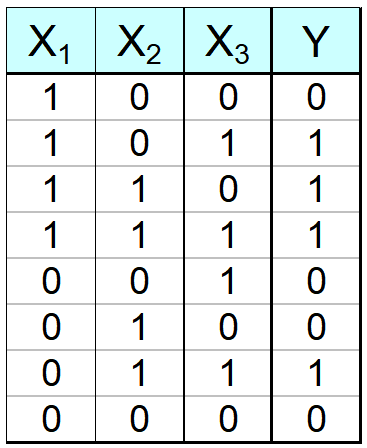 X₁ X₂ X₃ Y
1 0 0 0
1 0 1 1
1 1 0 1
1 1 1 1
0 0 1 0
0 1 0 0
0 1 1 1
0 0 0 0